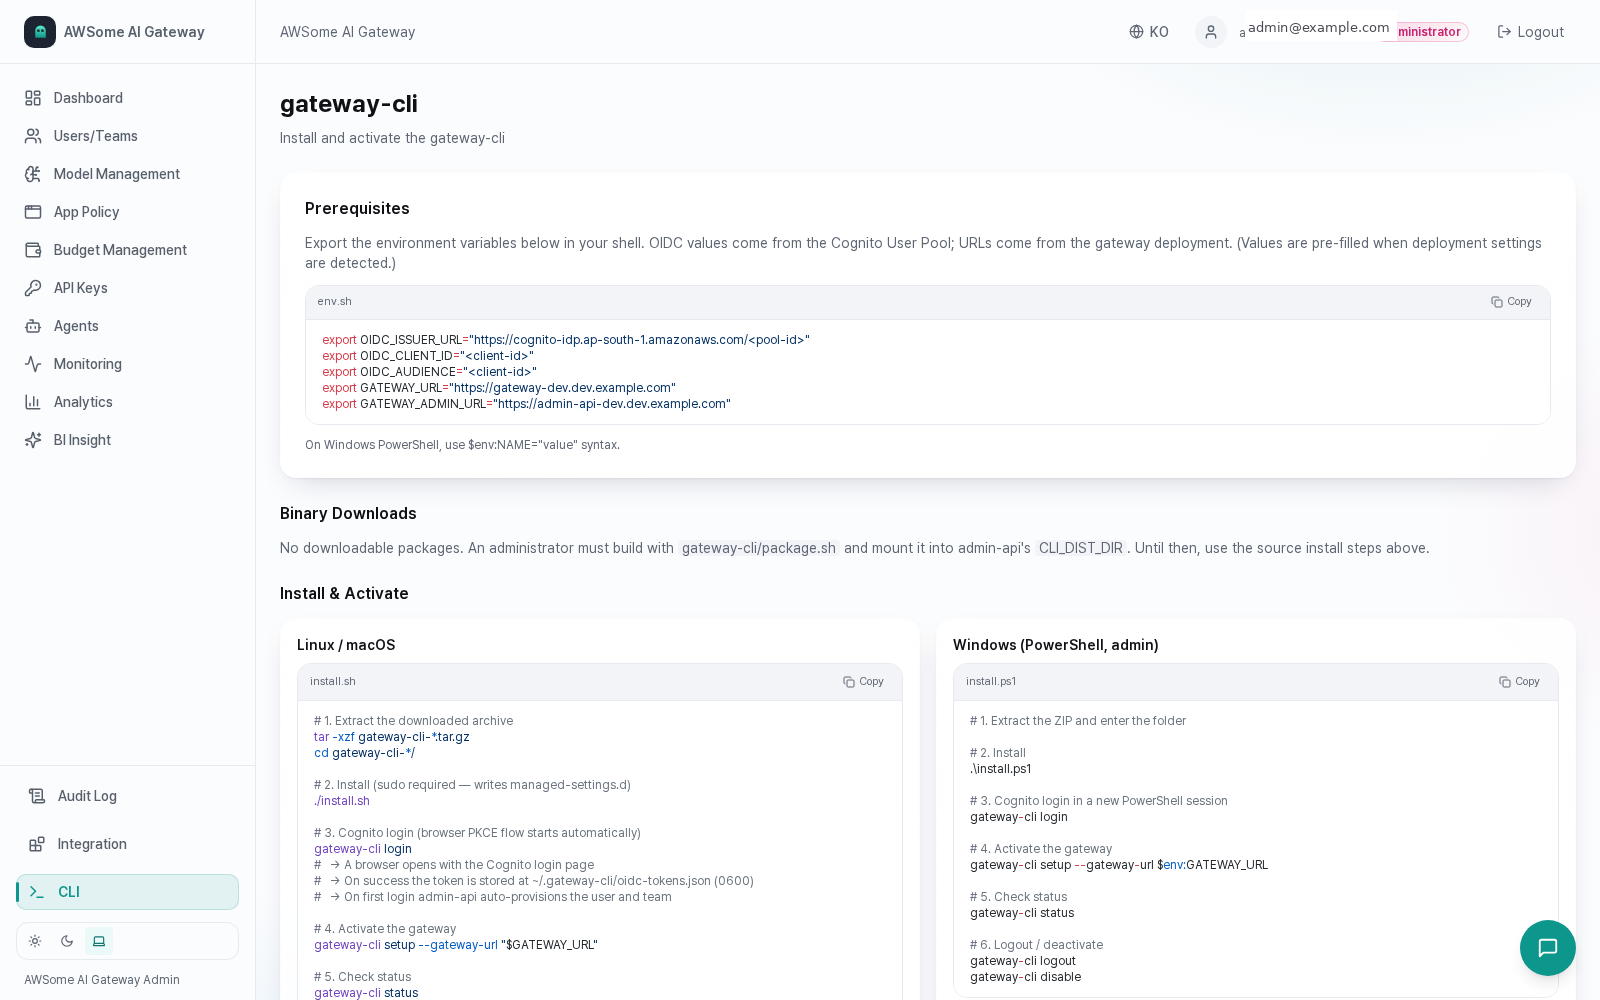 AWSome AI Gateway
AWSome AI Gateway
KO
admin@example.com
Logout
Dashboard
Users/Teams
Model Management
App Policy
Budget Management
API Keys
Agents
Monitoring
Analytics
BI Insight
Audit Log
Integration
CLI
AWSome AI Gateway Admin
gateway-cli
Install and activate the gateway-cli
Prerequisites
Export the environment variables below in your shell. OIDC values come from the Cognito User Pool; URLs come from the gateway deployment. (Values are pre-filled when deployment settings
are detected.)
env.sh
Copy
export OIDC_ISSUER_URL="https://cognito-idp.ap-south-1.amazonaws.com/<pool-id>"
export OIDC_CLIENT_ID="<client-id>"
export OIDC_AUDIENCE="<client-id>"
export GATEWAY_URL="https://gateway-dev.dev.example.com"
export GATEWAY_ADMIN_URL="https://admin-api-dev.dev.example.com"
On Windows PowerShell, use $env:NAME="value" syntax.
Binary Downloads
No downloadable packages. An administrator must build with gateway-cli/package.sh and mount it into admin-api's CLI_DIST_DIR. Until then, use the source install steps above.
Install & Activate
Linux / macOS
install.sh
Copy
# 1. Extract the downloaded archive
tar -xzf gateway-cli-*.tar.gz
cd gateway-cli-*/
# 2. Install (sudo required — writes managed-settings.d)
./install.sh
# 3. Cognito login (browser PKCE flow starts automatically)
gateway-cli login
#   → A browser opens with the Cognito login page
#   → On success the token is stored at ~/.gateway-cli/oidc-tokens.json (0600)
#   → On first login admin-api auto-provisions the user and team
# 4. Activate the gateway
gateway-cli setup --gateway-url "$GATEWAY_URL"
# 5. Check status
gateway-cli status
Windows (PowerShell, admin)
install.ps1
Copy
# 1. Extract the ZIP and enter the folder
# 2. Install
.\install.ps1
# 3. Cognito login in a new PowerShell session
gateway-cli login
# 4. Activate the gateway
gateway-cli setup --gateway-url $env:GATEWAY_URL
# 5. Check status
gateway-cli status
# 6. Logout / deactivate
gateway-cli logout
gateway-cli disable